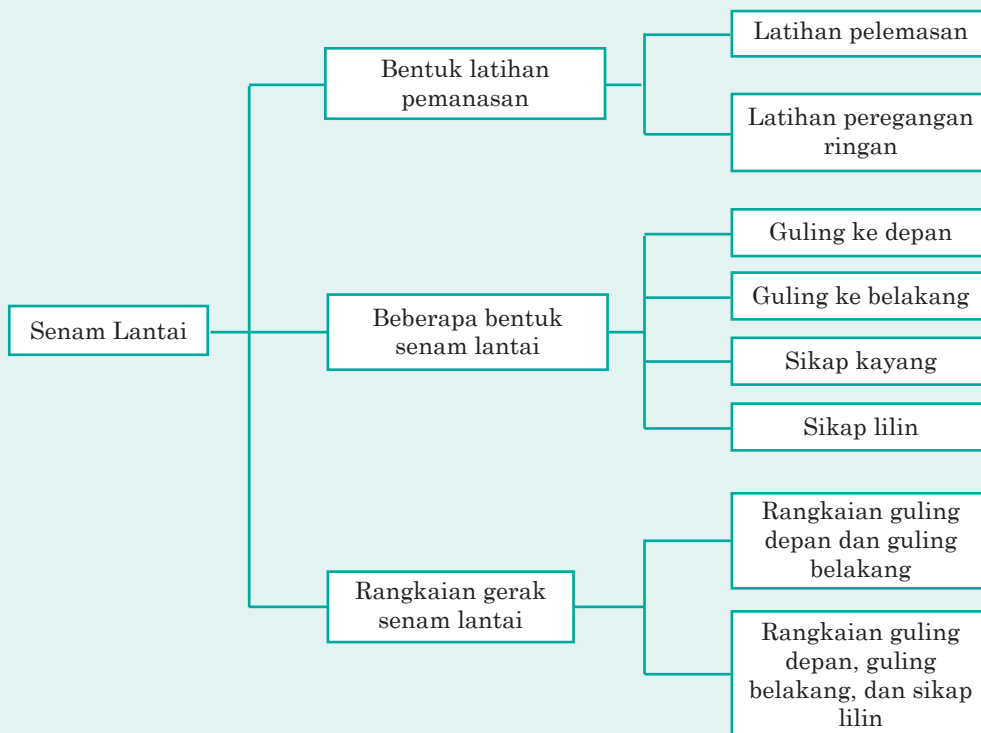 Senam Lantai
Bentuk latihan
pemanasan
Latihan pelemasan
Latihan peregangan
ringan
Beberapa bentuk
senam lantai
Guling ke depan
Guling ke belakang
Sikap kayang
Sikap lilin
Rangkaian gerak
senam lantai
Rangkaian guling
depan dan guling
belakang
Rangkaian guling
depan, guling
belakang, dan sikap
lilin